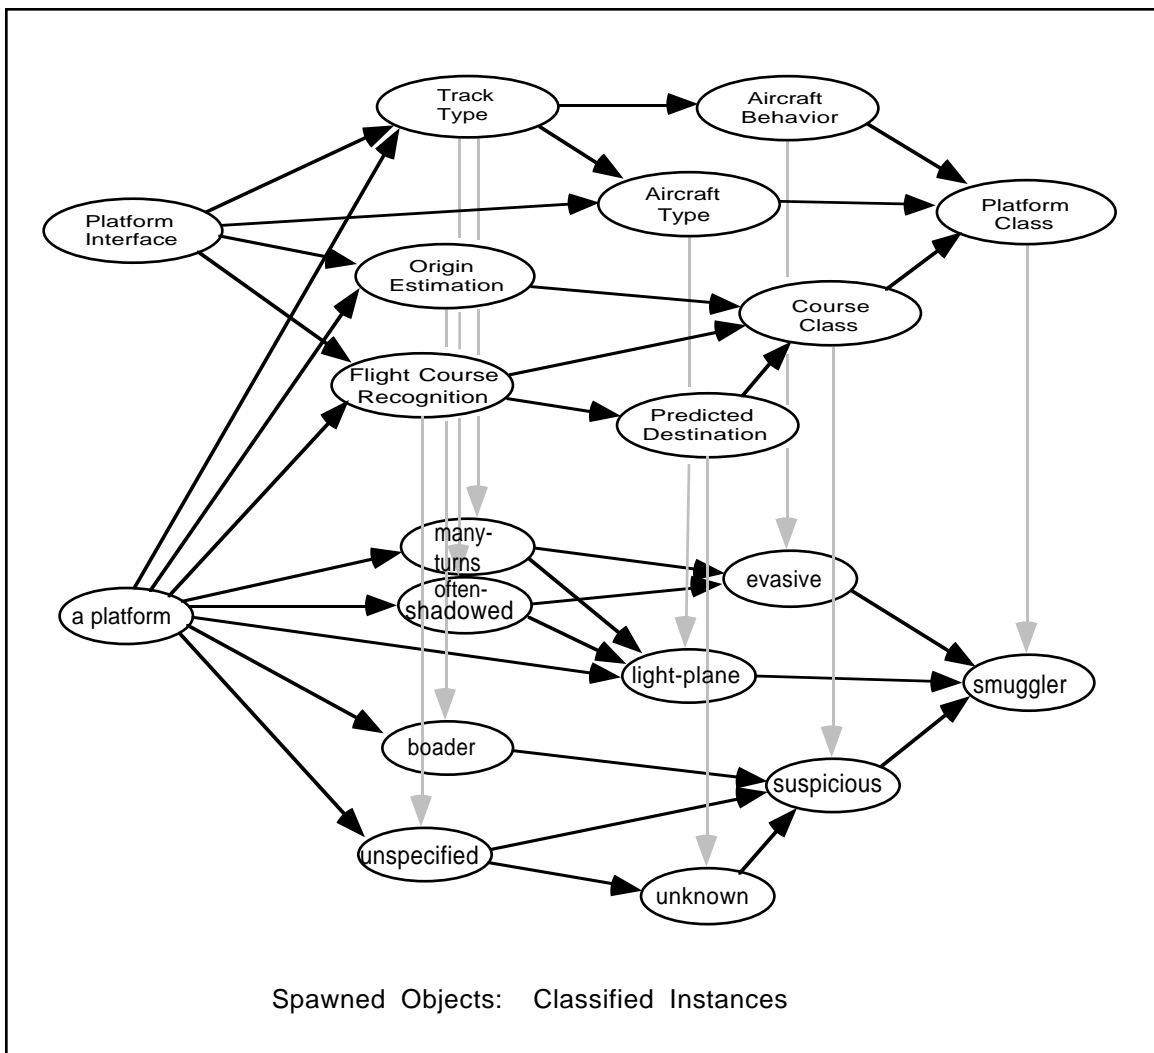 Track
Type
Aircraft
Behavior
Aircraft
Type
Platform
Class
Platform
Interface
Origin
Estimation
Course
Class
Flight Course
Recognition
Predicted
Destination
many-
turns
often-
shadowed
evasive
a platform
light-plane
smuggler
boader
suspicious
unspecified
unknown
Spawned Objects: Classified Instances